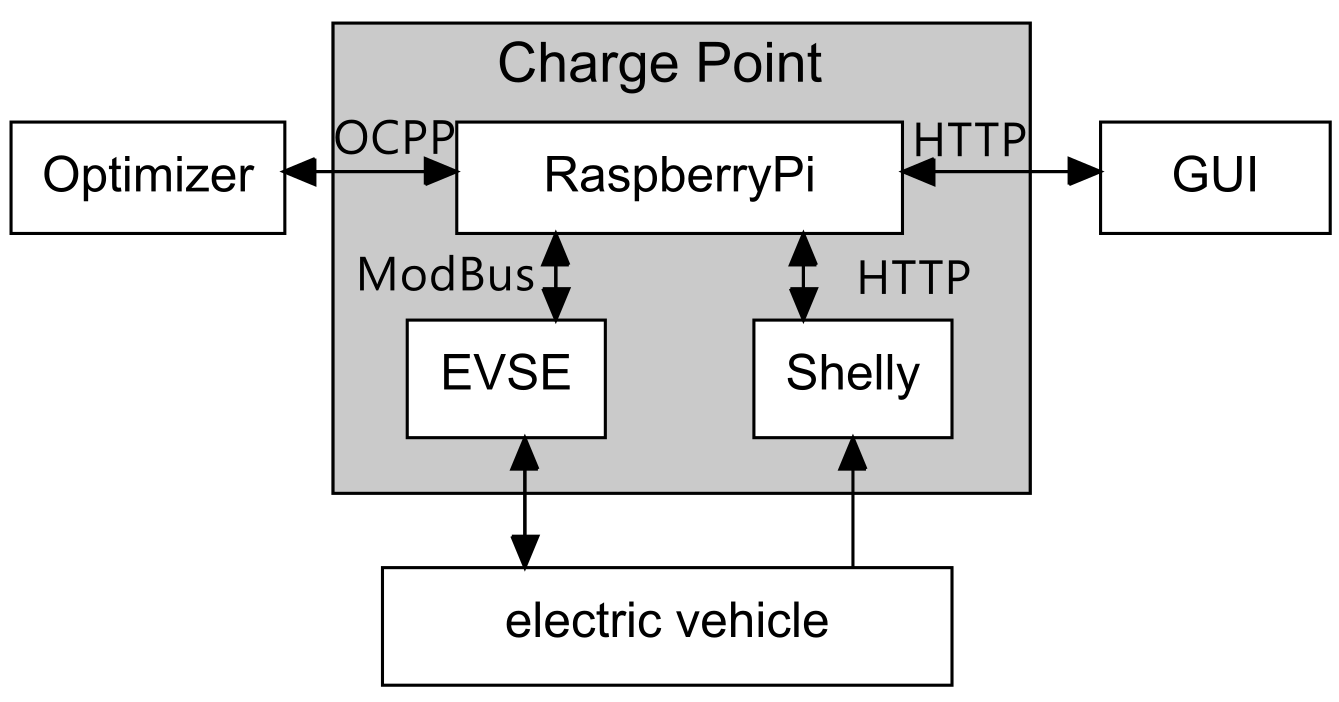 Charge Point
Optimizer
OCPP
RaspberryPi
HTTP
GUI
ModBus
HTTP
EVSE
Shelly
electric vehicle